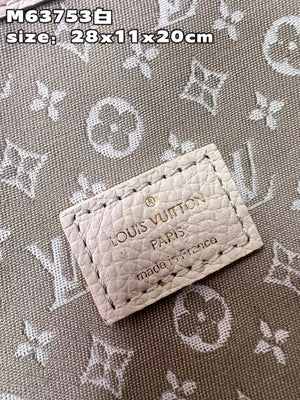 M63753白
size: 28x11x20cm
®
LOUIS VUITTON
PARIS
made in France